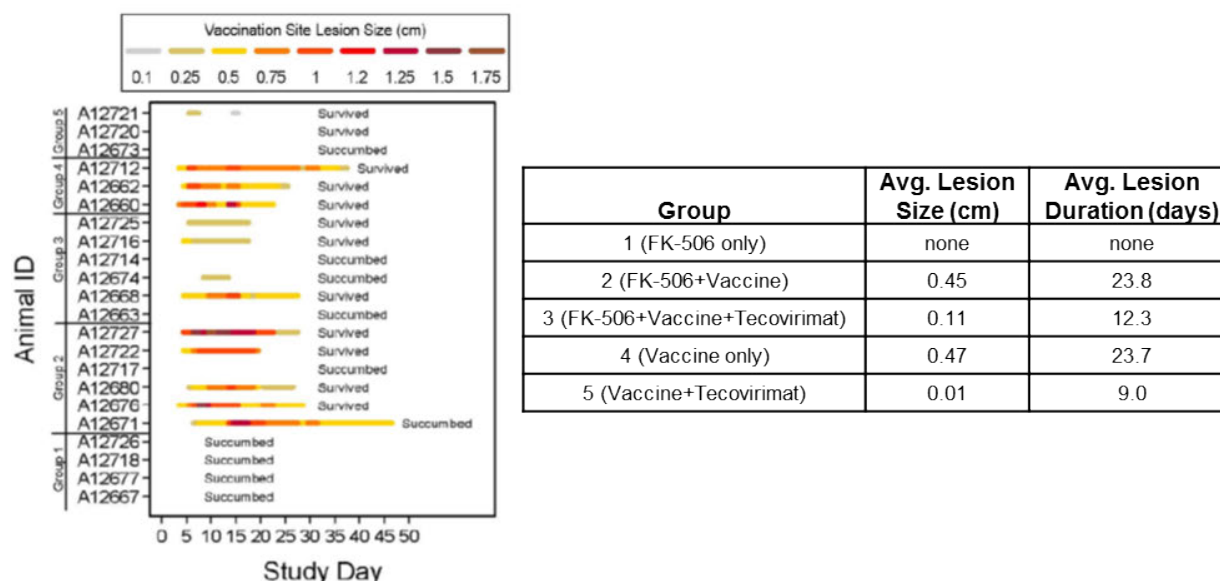 Vaccination Site Lesion Size (cm)
0.1 0.25 0.5 0.75 1 1.2 1.25 1.5 1.75
Animal ID
Group 5
A12721 Survived
A12720 Survived
A12673 Succumbed
Group 4
A12712 Survived
A12662 Survived
A12660 Survived
Group 3
A12725 Survived
A12716 Survived
A12714 Succumbed
A12674 Succumbed
A12668 Survived
A12663 Succumbed
Group 2
A12727 Survived
A12722 Survived
A12717 Succumbed
A12680 Survived
A12676 Survived
A12671 Succumbed
Group 1
A12726 Succumbed
A12718 Succumbed
A12677 Succumbed
A12667 Succumbed
0 5 10 15 20 25 30 35 40 45 50
Study Day
Group Avg. Lesion Size (cm) Avg. Lesion Duration (days)
1 (FK-506 only) none none
2 (FK-506+Vaccine) 0.45 23.8
3 (FK-506+Vaccine+Tecovirimat) 0.11 12.3
4 (Vaccine only) 0.47 23.7
5 (Vaccine+Tecovirimat) 0.01 9.0